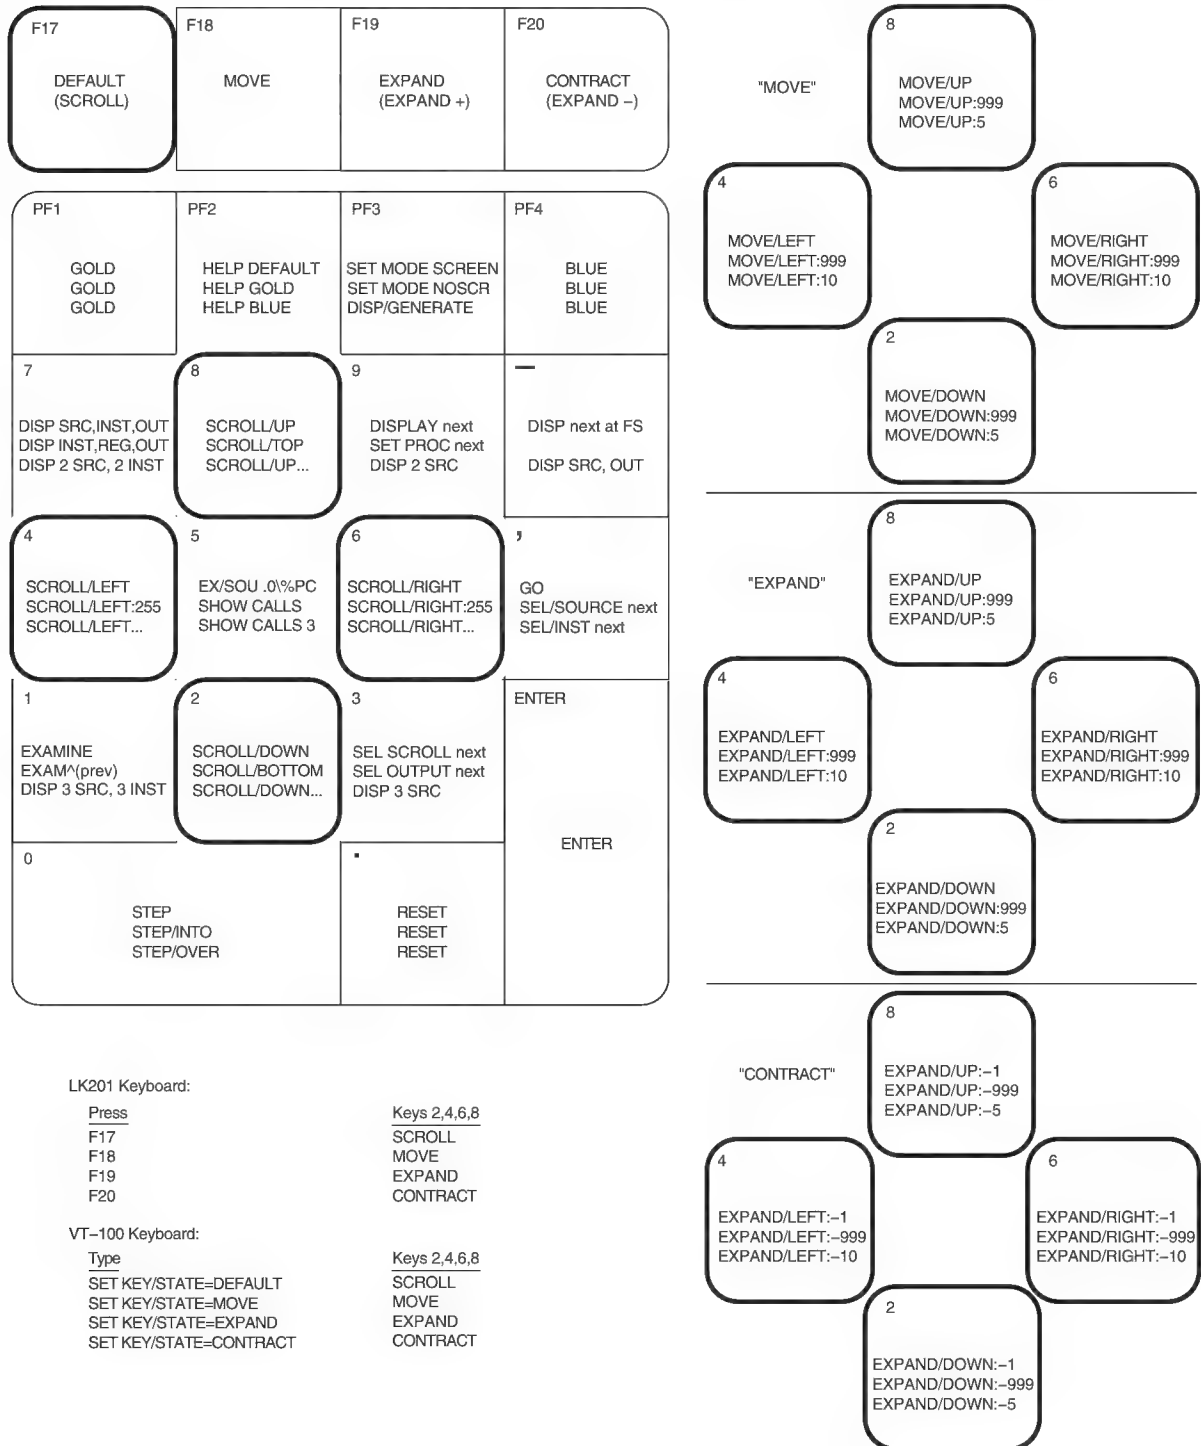 F17
DEFAULT
(SCROLL)
F18
MOVE
F19
EXPAND
(EXPAND +)
F20
CONTRACT
(EXPAND –)
PF1
GOLD
GOLD
GOLD
PF2
HELP DEFAULT
HELP GOLD
HELP BLUE
PF3
SET MODE SCREEN
SET MODE NOSCR
DISP/GENERATE
PF4
BLUE
BLUE
BLUE
7
DISP SRC,INST,OUT
DISP INST,REG,OUT
DISP 2 SRC, 2 INST
8
SCROLL/UP
SCROLL/TOP
SCROLL/UP...
9
DISPLAY next
SET PROC next
DISP 2 SRC
–
DISP next at FS
DISP SRC, OUT
4
SCROLL/LEFT
SCROLL/LEFT:255
SCROLL/LEFT...
5
EX/SOU .0\%PC
SHOW CALLS
SHOW CALLS 3
6
SCROLL/RIGHT
SCROLL/RIGHT:255
SCROLL/RIGHT...
,
GO
SEL/SOURCE next
SEL/INST next
1
EXAMINE
EXAM^(prev)
DISP 3 SRC, 3 INST
2
SCROLL/DOWN
SCROLL/BOTTOM
SCROLL/DOWN...
3
SEL SCROLL next
SEL OUTPUT next
DISP 3 SRC
ENTER
ENTER
0
STEP
STEP/INTO
STEP/OVER
.
RESET
RESET
RESET
LK201 Keyboard:
Press Keys 2,4,6,8
F17 SCROLL
F18 MOVE
F19 EXPAND
F20 CONTRACT
VT–100 Keyboard:
Type Keys 2,4,6,8
SET KEY/STATE=DEFAULT SCROLL
SET KEY/STATE=MOVE MOVE
SET KEY/STATE=EXPAND EXPAND
SET KEY/STATE=CONTRACT CONTRACT
"MOVE"
8
MOVE/UP
MOVE/UP:999
MOVE/UP:5
4
MOVE/LEFT
MOVE/LEFT:999
MOVE/LEFT:10
6
MOVE/RIGHT
MOVE/RIGHT:999
MOVE/RIGHT:10
2
MOVE/DOWN
MOVE/DOWN:999
MOVE/DOWN:5
"EXPAND"
8
EXPAND/UP
EXPAND/UP:999
EXPAND/UP:5
4
EXPAND/LEFT
EXPAND/LEFT:999
EXPAND/LEFT:10
6
EXPAND/RIGHT
EXPAND/RIGHT:999
EXPAND/RIGHT:10
2
EXPAND/DOWN
EXPAND/DOWN:999
EXPAND/DOWN:5
"CONTRACT"
8
EXPAND/UP:–1
EXPAND/UP:–999
EXPAND/UP:–5
4
EXPAND/LEFT:–1
EXPAND/LEFT:–999
EXPAND/LEFT:–10
6
EXPAND/RIGHT:–1
EXPAND/RIGHT:–999
EXPAND/RIGHT:–10
2
EXPAND/DOWN:–1
EXPAND/DOWN:–999
EXPAND/DOWN:–5